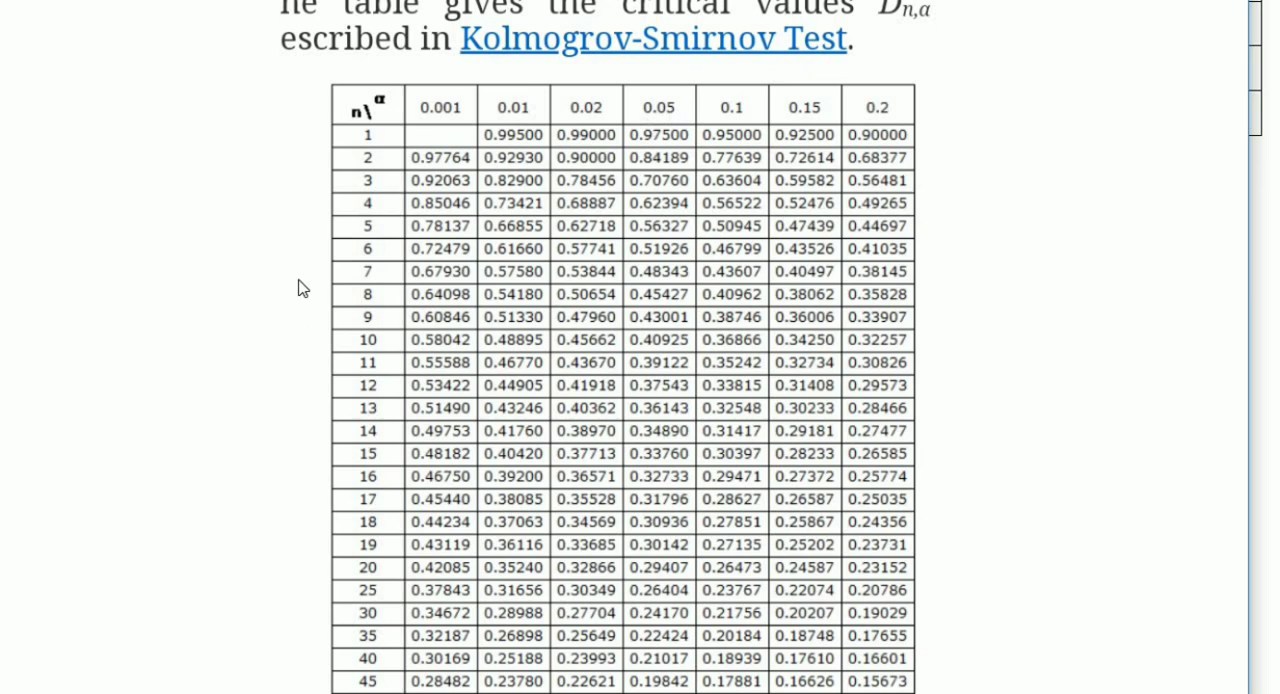 he table gives the critical values Dn,α
escribed in Kolmogrov-Smirnov Test.
n\α 0.001 0.01 0.02 0.05 0.1 0.15 0.2
1 0.99500 0.99000 0.97500 0.95000 0.92500 0.90000
2 0.97764 0.92930 0.90000 0.84189 0.77639 0.72614 0.68377
3 0.92063 0.82900 0.78456 0.70760 0.63604 0.59582 0.56481
4 0.85046 0.73421 0.68887 0.62394 0.56522 0.52476 0.49265
5 0.78137 0.66855 0.62718 0.56327 0.50945 0.47439 0.44697
6 0.72479 0.61660 0.57741 0.51926 0.46799 0.43526 0.41035
7 0.67930 0.57580 0.53844 0.48343 0.43607 0.40497 0.38145
8 0.64098 0.54180 0.50654 0.45427 0.40962 0.38062 0.35828
9 0.60846 0.51330 0.47960 0.43001 0.38746 0.36006 0.33907
10 0.58042 0.48895 0.45662 0.40925 0.36866 0.34250 0.32257
11 0.55588 0.46770 0.43670 0.39122 0.35242 0.32734 0.30826
12 0.53422 0.44905 0.41918 0.37543 0.33815 0.31408 0.29573
13 0.51490 0.43246 0.40362 0.36143 0.32548 0.30233 0.28466
14 0.49753 0.41760 0.38970 0.34890 0.31417 0.29181 0.27477
15 0.48182 0.40420 0.37713 0.33760 0.30397 0.28233 0.26585
16 0.46750 0.39200 0.36571 0.32733 0.29471 0.27372 0.25774
17 0.45440 0.38085 0.35528 0.31796 0.28627 0.26587 0.25035
18 0.44234 0.37063 0.34569 0.30936 0.27851 0.25867 0.24356
19 0.43119 0.36116 0.33685 0.30142 0.27135 0.25202 0.23731
20 0.42085 0.35240 0.32866 0.29407 0.26473 0.24587 0.23152
25 0.37843 0.31656 0.30349 0.26404 0.23767 0.22074 0.20786
30 0.34672 0.28988 0.27704 0.24170 0.21756 0.20207 0.19029
35 0.32187 0.26898 0.25649 0.22424 0.20184 0.18748 0.17655
40 0.30169 0.25188 0.23993 0.21017 0.18939 0.17610 0.16601
45 0.28482 0.23780 0.22621 0.19842 0.17881 0.16626 0.15673